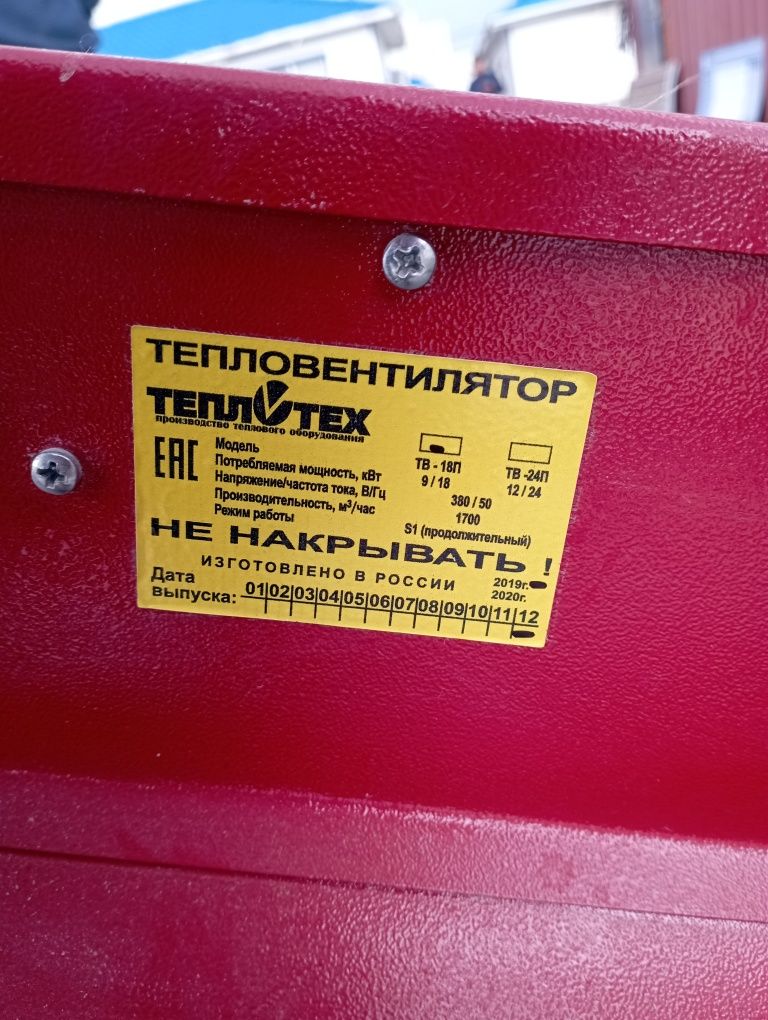 ТЕПЛОВЕНТИЛЯТОР
ТЕПЛОТЕХ
производство теплового оборудования
EAC
Модель ТВ - 18П ТВ -24П
Потребляемая мощность, кВт 9 / 18 12 / 24
Напряжение/частота тока, В/Гц 380 / 50
Производительность, м³/час 1700
Режим работы S1 (продолжительный)
НЕ НАКРЫВАТЬ !
ИЗГОТОВЛЕНО В РОССИИ 2019г.
2020г.
Дата
выпуска: 01|02|03|04|05|06|07|08|09|10|11|12